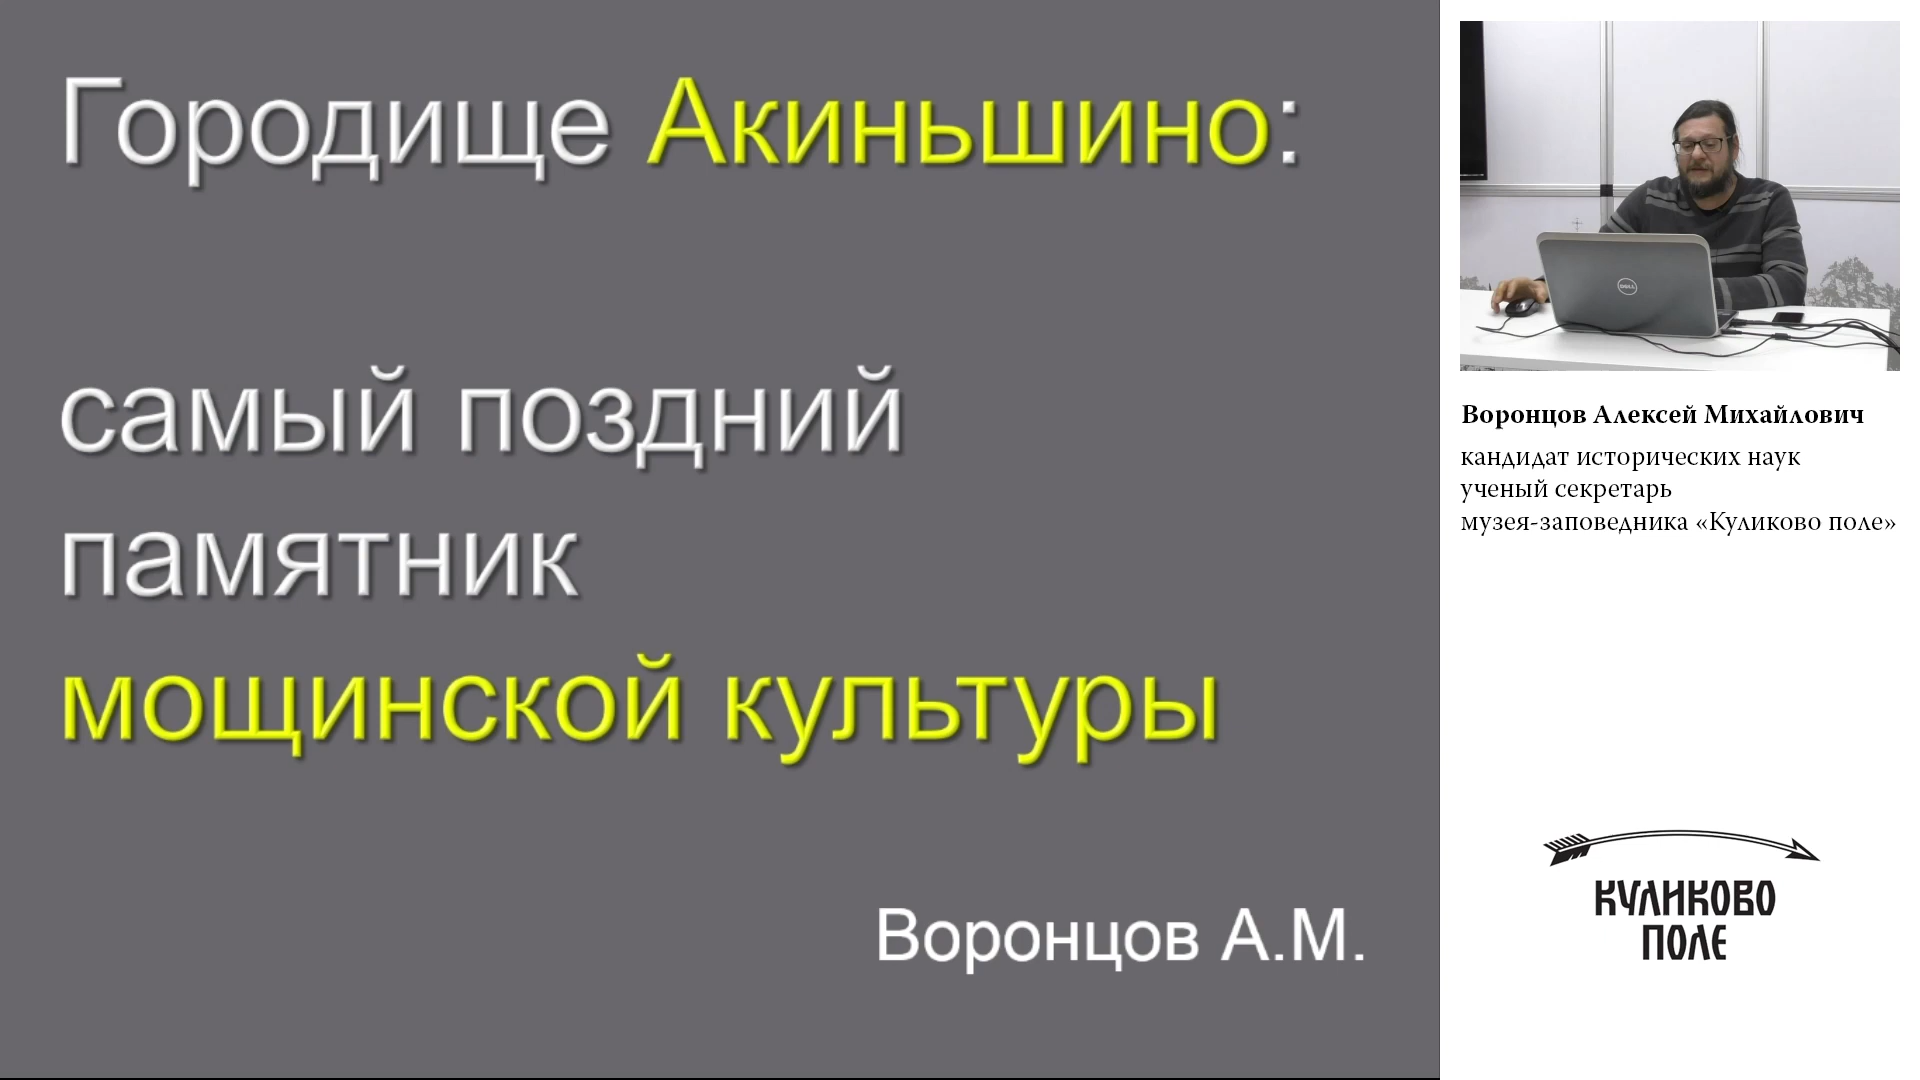 Городище Акиньшино:
самый поздний
памятник
мощинской культуры
Воронцов А.М.
DELL
Воронцов Алексей Михайлович
кандидат исторических наук
ученый секретарь
музея-заповедника «Куликово поле»
КУЛИКОВО
ПОЛЕ